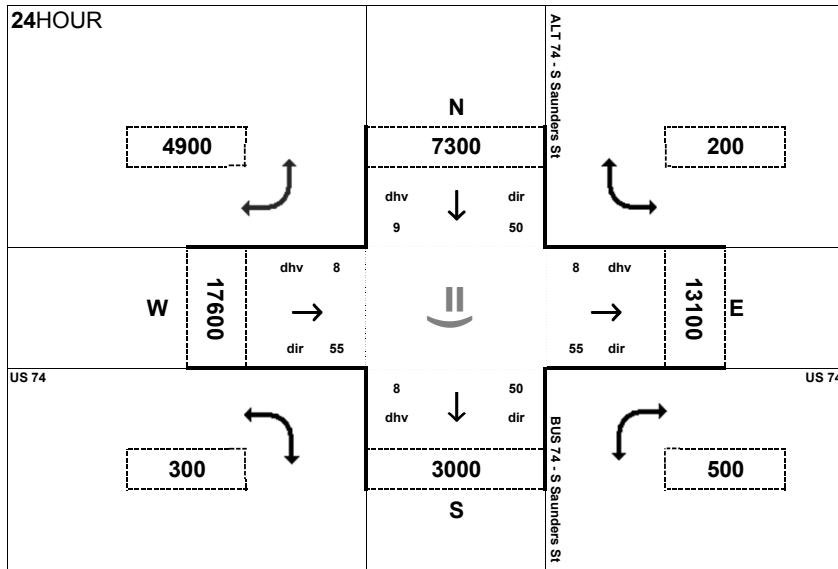 24HOUR
ALT 74 - S Saunders St
N
4900
7300
200
dhv
dir
9
50
dhv 8
8 dhv
W
17600
13100
E
dir 55
55 dir
US 74
US 74
8
50
dhv
dir
BUS 74 - S Saunders St
300
3000
500
S